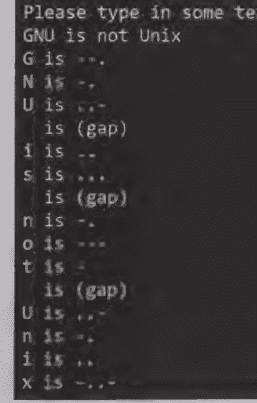 Please type in some te
GNU is not Unix
G is --.
N is -.
U is ..-
is (gap)
i is ..
s is ...
is (gap)
n is -.
o is ---
t is -
is (gap)
U is ..-
n is -.
i is ..
x is -..-